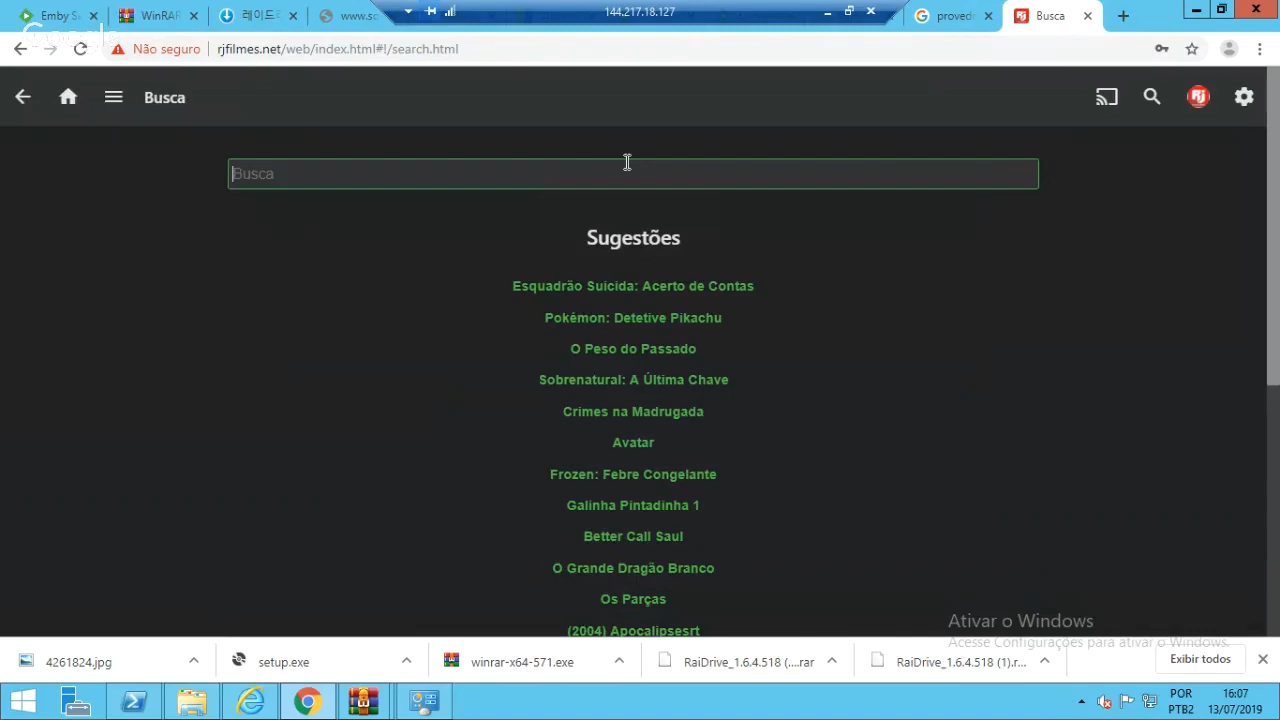 Emby S
WinRAR
레이드
www.sc
144.217.18.127
proved
Busca
Google
Não seguro
rjfilmes.net/web/index.html#!/search.html
Busca
Rj
Busca
Sugestões
Esquadrão Suicida: Acerto de Contas
Pokémon: Detetive Pikachu
O Peso do Passado
Sobrenatural: A Última Chave
Crimes na Madrugada
Avatar
Frozen: Febre Congelante
Galinha Pintadinha 1
Better Call Saul
O Grande Dragão Branco
Os Parças
(2004) Apocalipsesrt
Ativar o Windows
Acesse Configurações para ativar o Windows.
4261824.jpg
setup.exe
winrar-x64-571.exe
RaiDrive_1.6.4.518 (....rar
RaiDrive_1.6.4.518 (1).r...
Exibir todos
POR
PTB2
16:07
13/07/2019